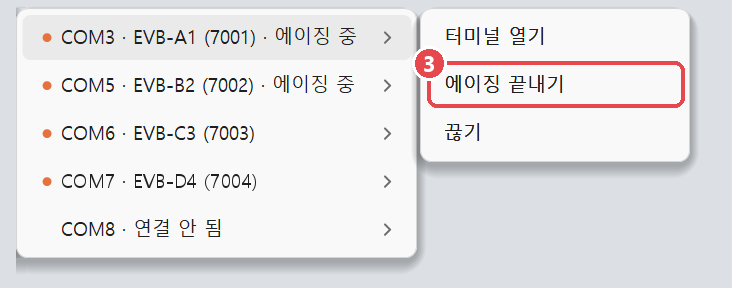 COM3 · EVB-A1 (7001) · 에이징 중
COM5 · EVB-B2 (7002) · 에이징 중
COM6 · EVB-C3 (7003)
COM7 · EVB-D4 (7004)
COM8 · 연결 안 됨
터미널 열기
3
에이징 끝내기
끊기